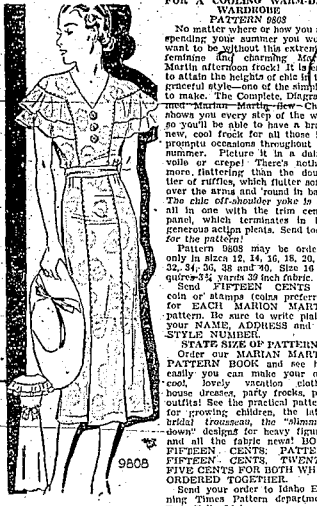 FOR A COOLING WARM-D
WARDROBE
PATTERN 9808
No matter where or how you a
spending your summer you wo
want to be without this extrem
feminine and charming Mar
Martin afternoon frock! It is
to attain the heights of chic in t
graceful style—one of the simpl
to make. The Complete, Diagra
med Marian Martin Sew-Ch
shows you every step of the w
so you'll be able to have a bra
new, cool frock for all those i
promptu occasions throughout
summer. Picture it in a dai
voile or crepe! There's noth
more flattering than the dou
tier of ruffles, which flutter sof
over the arms and 'round in ba
The chic off-shoulder yoke is
all in one with the trim cen
panel, which terminates in t
generous action pleats. Send to
for the pattern!
Pattern 9808 may be order
only in sizes 12, 14, 16, 18, 20,
32, 34, 36, 38 and 40. Size 16
quires 3¾ yards 39 inch fabric.
Send FIFTEEN CENTS
coin or stamps (coins preferr
for EACH MARION MART
pattern. Be sure to write plai
your NAME, ADDRESS and
STYLE NUMBER.
STATE SIZE OF PATTERN
Order our MARIAN MART
PATTERN BOOK and see h
easily you can make your o
cool, lovely vacation cloth
house dresses, party frocks, p
outfits! See the practical patte
for growing children, the lat
bridal trousseau, the "slimm
down" designs for heavy figur
and all the fabric news! BO
FIFTEEN CENTS. PATTE
FIFTEEN CENTS. TWENT
FIVE CENTS FOR BOTH WH
ORDERED TOGETHER.
Send your order to Idaho E
ning Times Pattern departme
9808